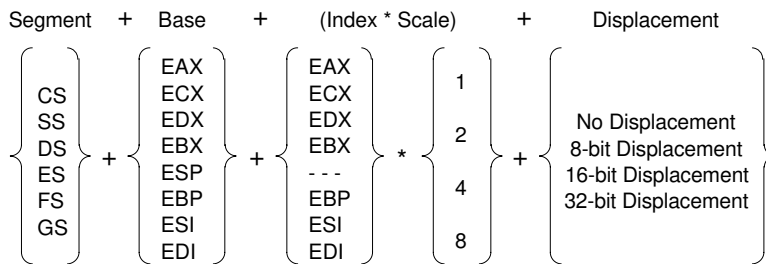 Segment + Base + (Index * Scale) + Displacement
CS
SS
DS
ES
FS
GS
+
EAX
ECX
EDX
EBX
ESP
EBP
ESI
EDI
+
EAX
ECX
EDX
EBX
- - -
EBP
ESI
EDI
*
1
2
4
8
+
No Displacement
8-bit Displacement
16-bit Displacement
32-bit Displacement